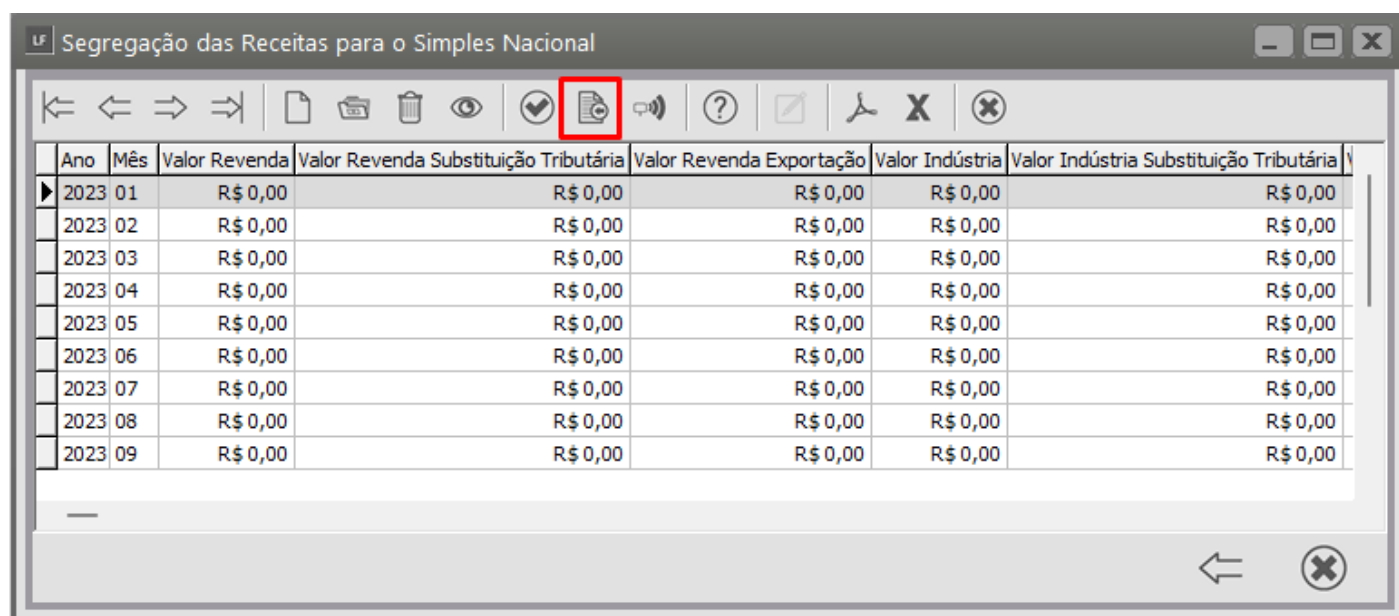 LF Segregação das Receitas para o Simples Nacional
Ano Mês Valor Revenda Valor Revenda Substituição Tributária Valor Revenda Exportação Valor Indústria Valor Indústria Substituição Tributária
2023 01 R$ 0,00 R$ 0,00 R$ 0,00 R$ 0,00 R$ 0,00
2023 02 R$ 0,00 R$ 0,00 R$ 0,00 R$ 0,00 R$ 0,00
2023 03 R$ 0,00 R$ 0,00 R$ 0,00 R$ 0,00 R$ 0,00
2023 04 R$ 0,00 R$ 0,00 R$ 0,00 R$ 0,00 R$ 0,00
2023 05 R$ 0,00 R$ 0,00 R$ 0,00 R$ 0,00 R$ 0,00
2023 06 R$ 0,00 R$ 0,00 R$ 0,00 R$ 0,00 R$ 0,00
2023 07 R$ 0,00 R$ 0,00 R$ 0,00 R$ 0,00 R$ 0,00
2023 08 R$ 0,00 R$ 0,00 R$ 0,00 R$ 0,00 R$ 0,00
2023 09 R$ 0,00 R$ 0,00 R$ 0,00 R$ 0,00 R$ 0,00